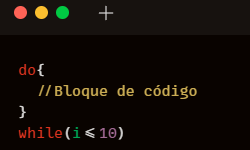 do{
//Bloque de código
}
while(i<=10)